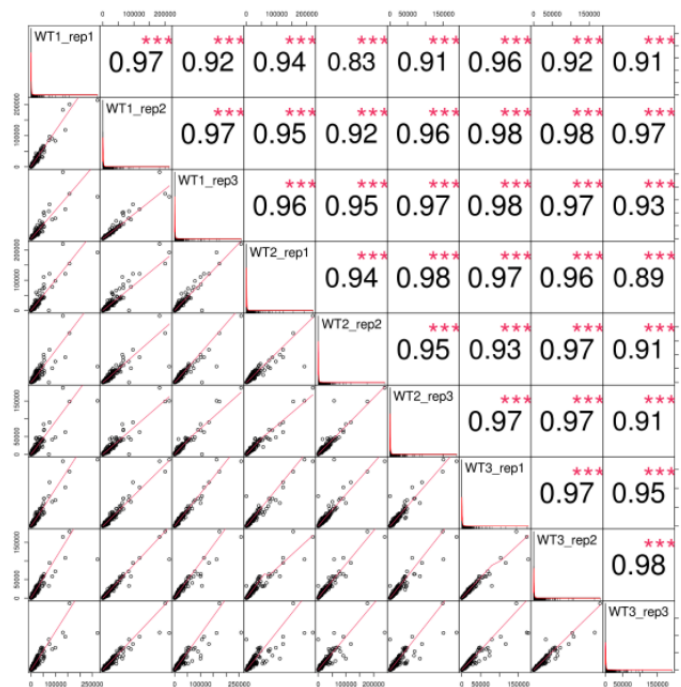 0 50000 150000 0 50000 150000
WT1_rep1 *** 0.97 *** 0.92 *** 0.94 *** 0.83 *** 0.91 *** 0.96 *** 0.92 *** 0.91
0 100000 200000 WT1_rep2 *** 0.97 *** 0.95 *** 0.92 *** 0.96 *** 0.98 *** 0.98 *** 0.97
WT1_rep3 *** 0.96 *** 0.95 *** 0.97 *** 0.98 *** 0.97 *** 0.93
0 100000 200000 WT2_rep1 *** 0.94 *** 0.98 *** 0.97 *** 0.96 *** 0.89
WT2_rep2 *** 0.95 *** 0.93 *** 0.97 *** 0.91
0 50000 150000 WT2_rep3 *** 0.97 *** 0.97 *** 0.91
WT3_rep1 *** 0.97 *** 0.95
0 50000 150000 WT3_rep2 *** 0.98
WT3_rep3
0 100000 250000 0 100000 200000 0 100000 200000 0 50000 150000 0 50000 150000